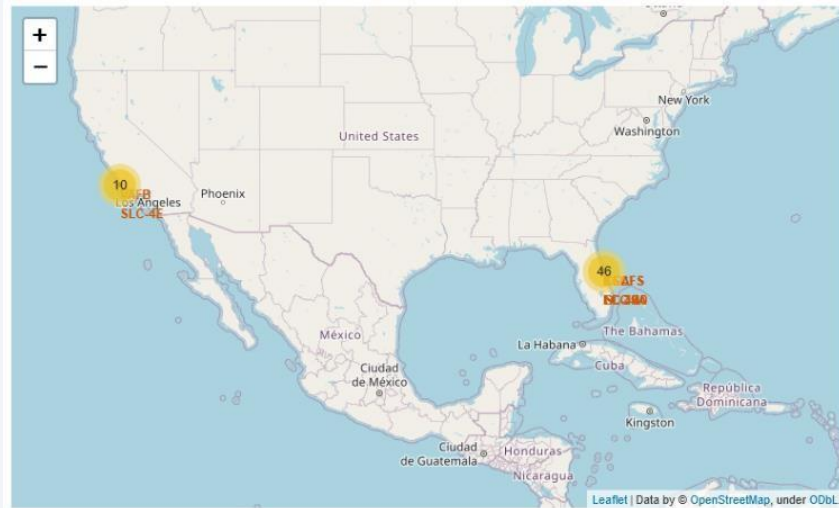 +
−
United States
New York
Washington
10
Los Angeles
SLC-4E
Phoenix
46
México
Ciudad
de México
La Habana
The Bahamas
Cuba
República
Dominicana
Kingston
Ciudad
de Guatemala
Honduras
Nicaragua
Leaflet | Data by © OpenStreetMap, under ODbL